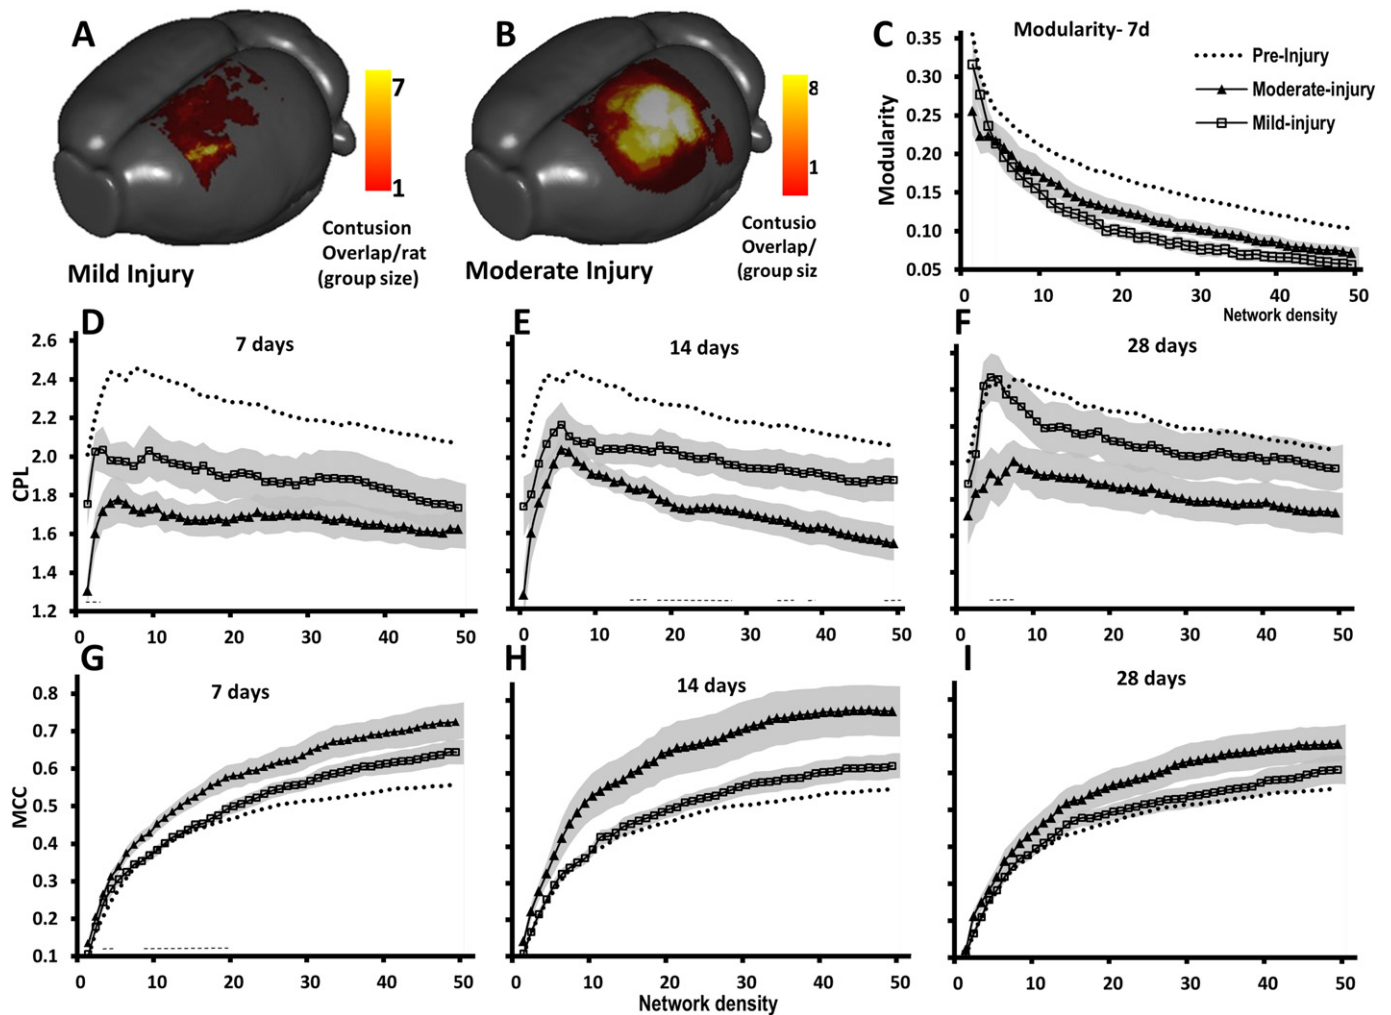 A
7
1
Contusion
Overlap/rat
(group size)
Mild Injury
B
8
1
Contusio
Overlap/
(group siz
Moderate Injury
C
Modularity- 7d
Pre-Injury
Moderate-injury
Mild-injury
Modularity
0.35
0.30
0.25
0.20
0.15
0.10
0.05
0 10 20 30 40 50
Network density
D
7 days
CPL
2.6
2.4
2.2
2.0
1.8
1.6
1.4
1.2
0 10 20 30 40 50
E
14 days
0 10 20 30 40 50
F
28 days
0 10 20 30 40 50
G
7 days
MCC
0.8
0.7
0.6
0.5
0.4
0.3
0.2
0.1
0 10 20 30 40 50
H
14 days
0 10 20 30 40 50
Network density
I
28 days
0 10 20 30 40 50